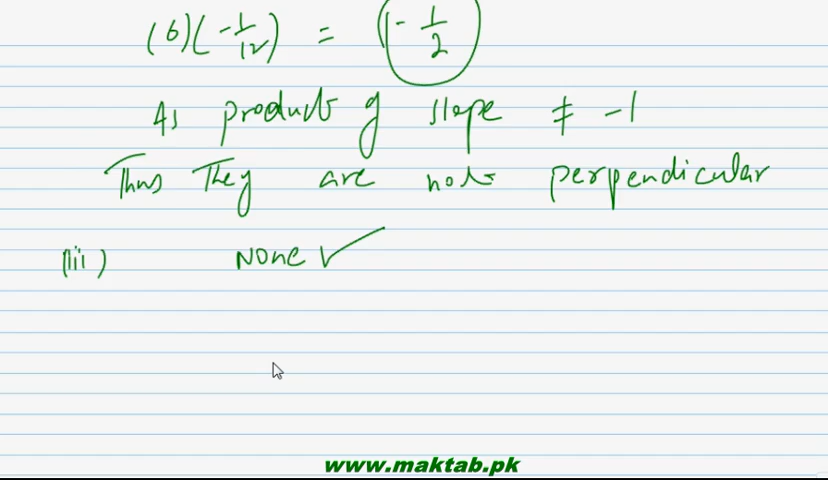 (6)(-1/12) = (-1/2)
As product of slope ≠ -1
Thus They are not perpendicular
(iii) None ✓
www.maktab.pk